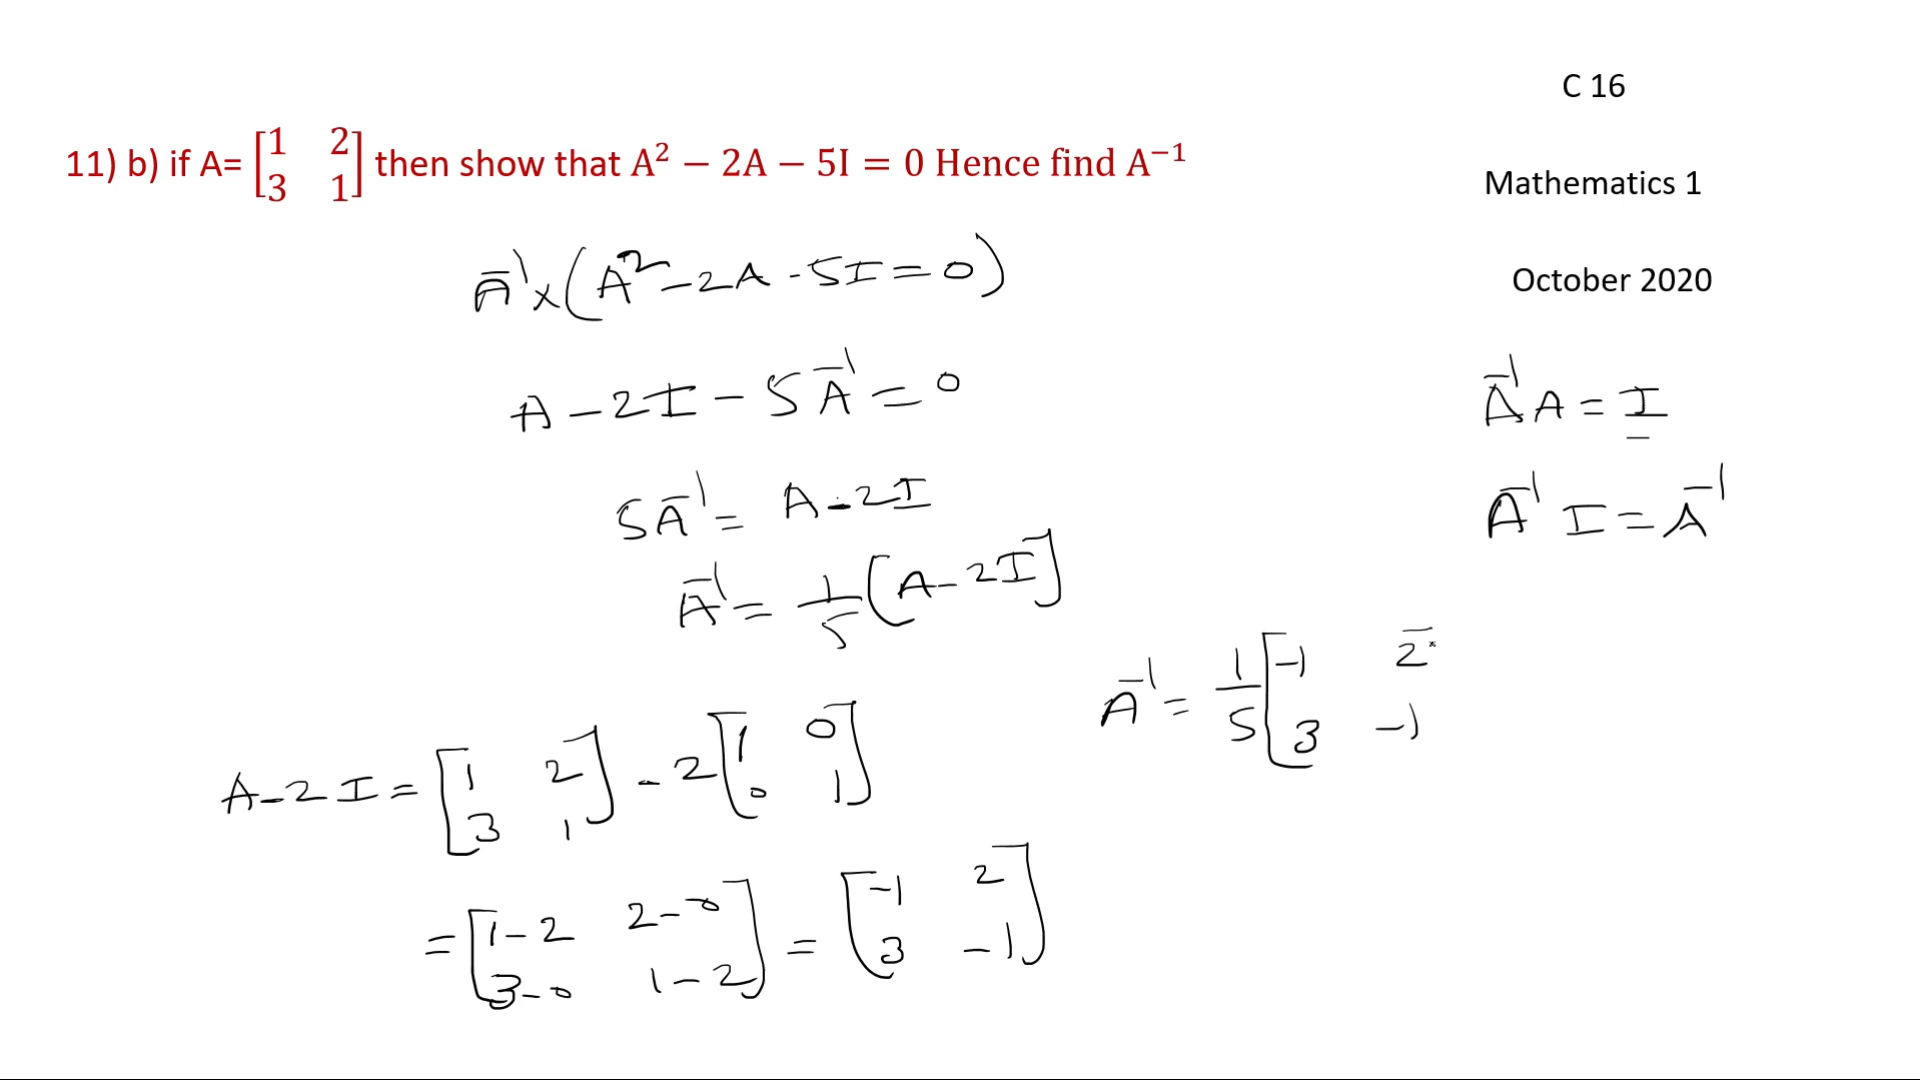 C 16
11) b) if A= [1 2; 3 1] then show that A² − 2A − 5I = 0 Hence find A⁻¹
Mathematics 1
October 2020
A⁻¹×(A²-2A-5I=0)
A-2I-5A⁻¹=0
A⁻¹A=I
5A⁻¹=A-2I
A⁻¹I=A⁻¹
A⁻¹=1/5[A-2I]
A⁻¹=1/5[-1 2; 3 -1
A-2I=[1 2; 3 1]-2[1 0; 0 1]
=[1-2 2-0; 3-0 1-2]=[-1 2; 3 -1]